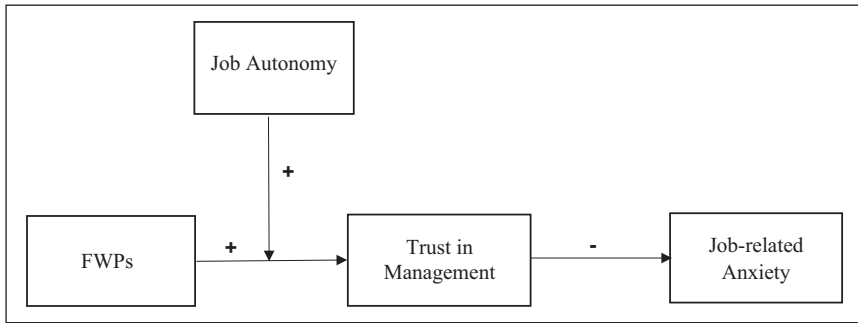 Job Autonomy
+
FWPs
+
Trust in
Management
-
Job-related
Anxiety